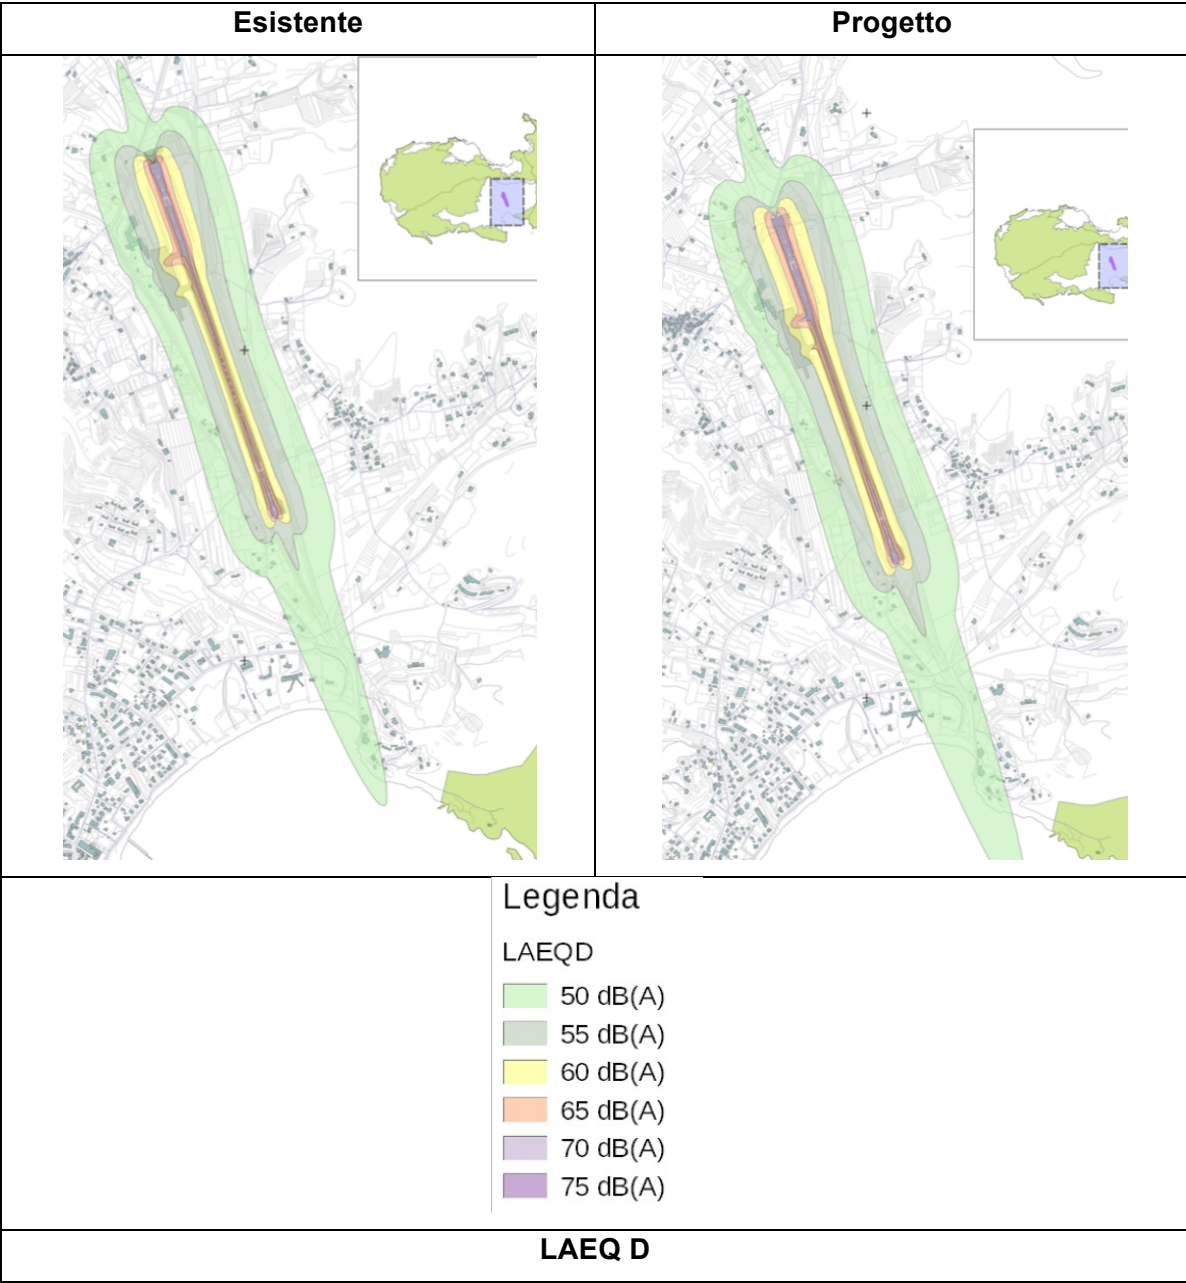 Esistente
Progetto
Legenda
LAEQD
50 dB(A)
55 dB(A)
60 dB(A)
65 dB(A)
70 dB(A)
75 dB(A)
LAEQ D